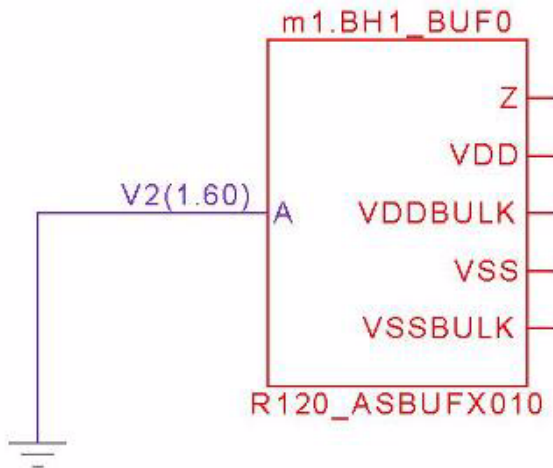 m1.BH1_BUF0
Z
VDD
V2(1.60)
A
VDDBULK
VSS
VSSBULK
R120_ASBUFX010